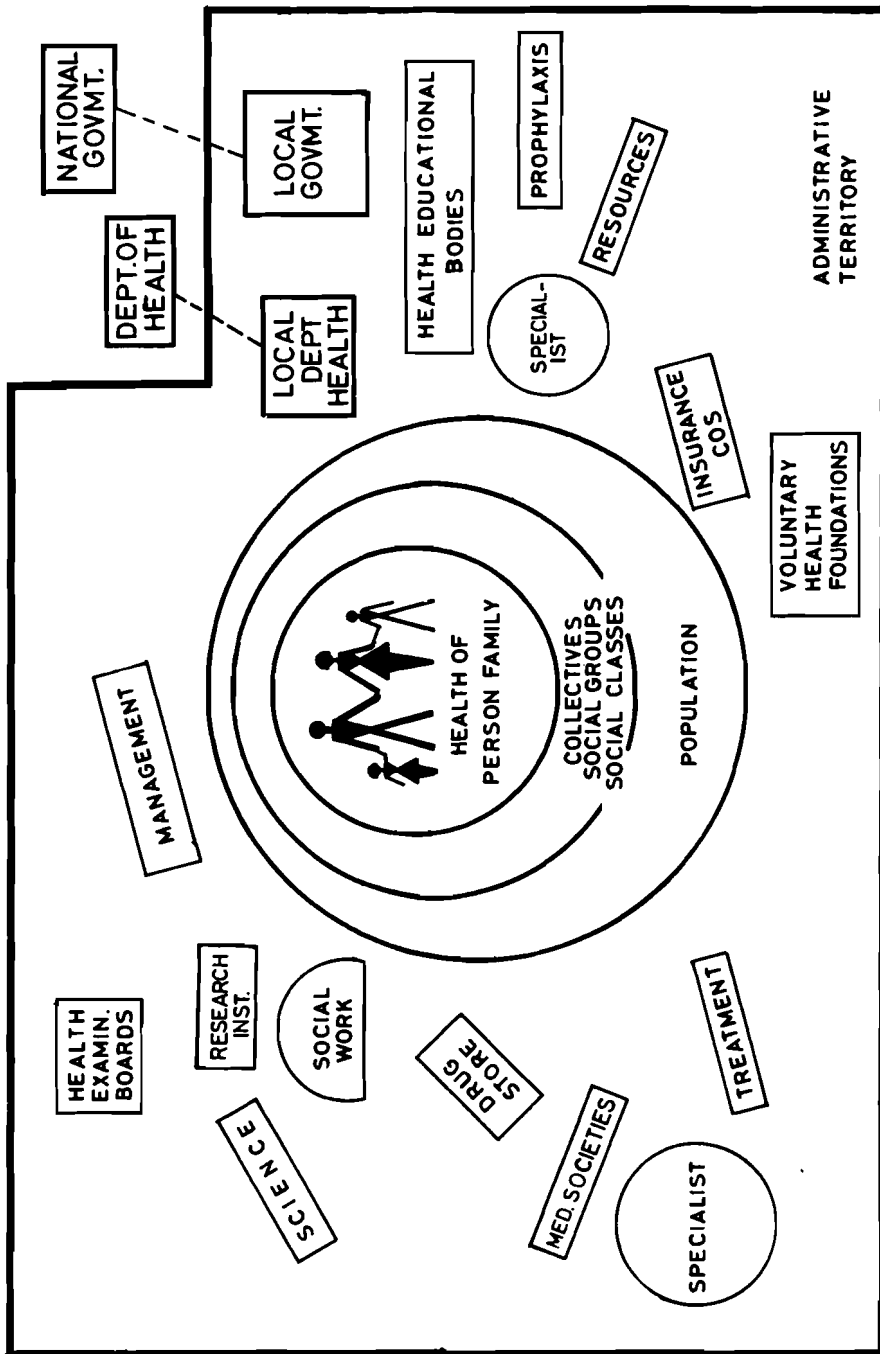 NATIONAL
GOVMT.
DEPT. OF
HEALTH
LOCAL
GOVMT.
LOCAL
DEPT
HEALTH
HEALTH
EXAMIN.
BOARDS
MANAGEMENT
RESEARCH
INST.
SCIENCE
SOCIAL
WORK
HEALTH EDUCATIONAL
BODIES
PROPHYLAXIS
SPECIAL-
IST
RESOURCES
HEALTH OF
PERSON FAMILY
COLLECTIVES
SOCIAL GROUPS
SOCIAL CLASSES
POPULATION
DRUG
STORE
MED. SOCIETIES
SPECIALIST
TREATMENT
INSURANCE
COS
VOLUNTARY
HEALTH
FOUNDATIONS
ADMINISTRATIVE
TERRITORY